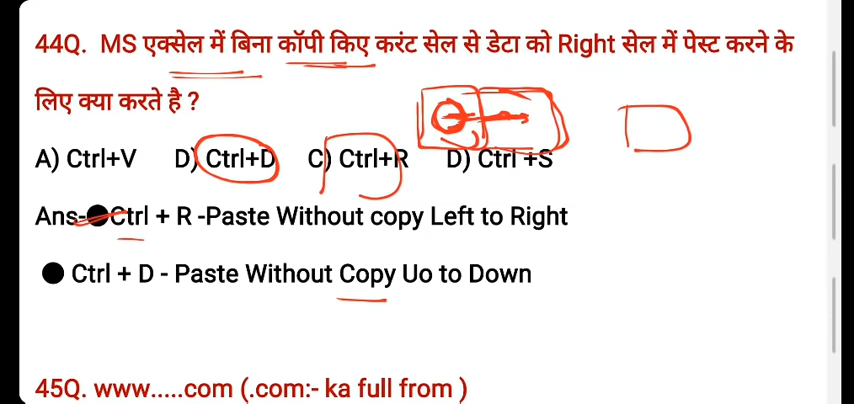 44Q. MS एक्सेल में बिना कॉपी किए करंट सेल से डेटा को Right सेल में पेस्ट करने के
लिए क्या करते है ?
A) Ctrl+V D) Ctrl+D C) Ctrl+R D) Ctrl +S
Ans-●Ctrl + R -Paste Without copy Left to Right
● Ctrl + D - Paste Without Copy Uo to Down
45Q. www.....com (.com:- ka full from )